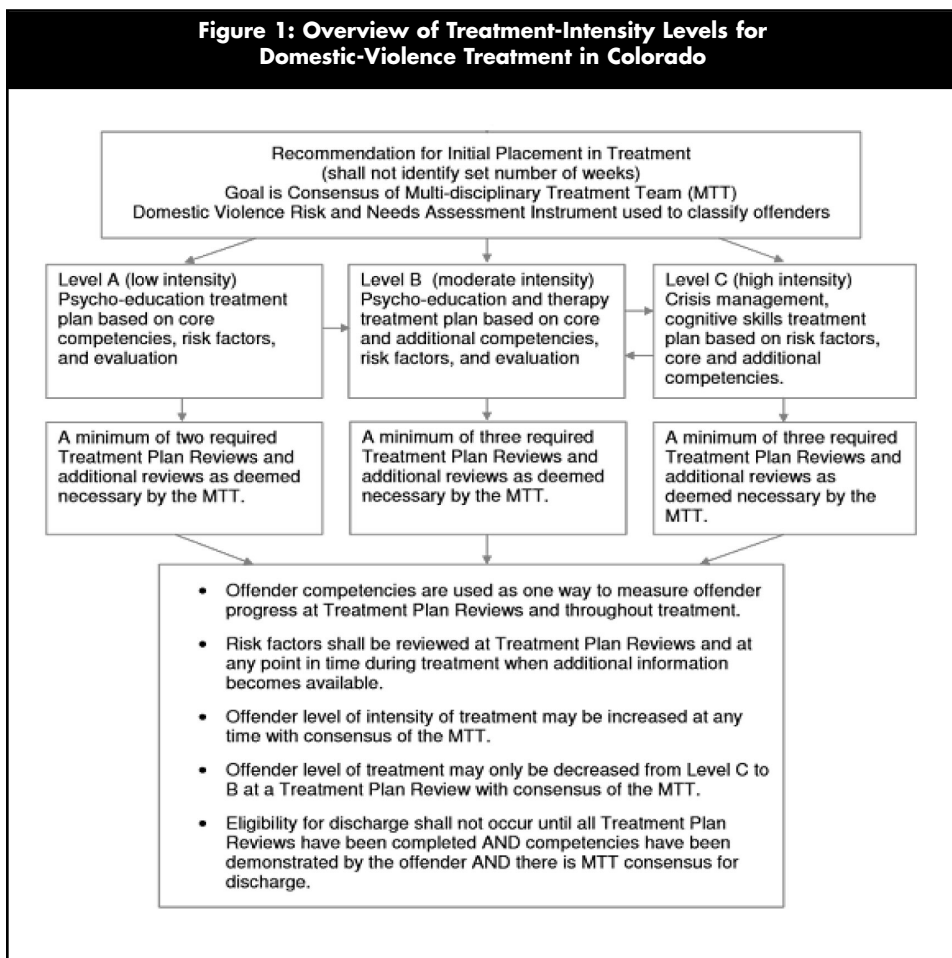 Figure 1: Overview of Treatment-Intensity Levels for
Domestic-Violence Treatment in Colorado
Recommendation for Initial Placement in Treatment
(shall not identify set number of weeks)
Goal is Consensus of Multi-disciplinary Treatment Team (MTT)
Domestic Violence Risk and Needs Assessment Instrument used to classify offenders
Level A (low intensity)
Psycho-education treatment
plan based on core
competencies, risk factors,
and evaluation
Level B (moderate intensity)
Psycho-education and therapy
treatment plan based on core
and additional competencies,
risk factors, and evaluation
Level C (high intensity)
Crisis management,
cognitive skills treatment
plan based on risk factors,
core and additional
competencies.
A minimum of two required
Treatment Plan Reviews and
additional reviews as deemed
necessary by the MTT.
A minimum of three required
Treatment Plan Reviews and
additional reviews as deemed
necessary by the MTT.
A minimum of three required
Treatment Plan Reviews and
additional reviews as
deemed necessary by the
MTT.
• Offender competencies are used as one way to measure offender
progress at Treatment Plan Reviews and throughout treatment.
• Risk factors shall be reviewed at Treatment Plan Reviews and at
any point in time during treatment when additional information
becomes available.
• Offender level of intensity of treatment may be increased at any
time with consensus of the MTT.
• Offender level of treatment may only be decreased from Level C to
B at a Treatment Plan Review with consensus of the MTT.
• Eligibility for discharge shall not occur until all Treatment Plan
Reviews have been completed AND competencies have been
demonstrated by the offender AND there is MTT consensus for
discharge.